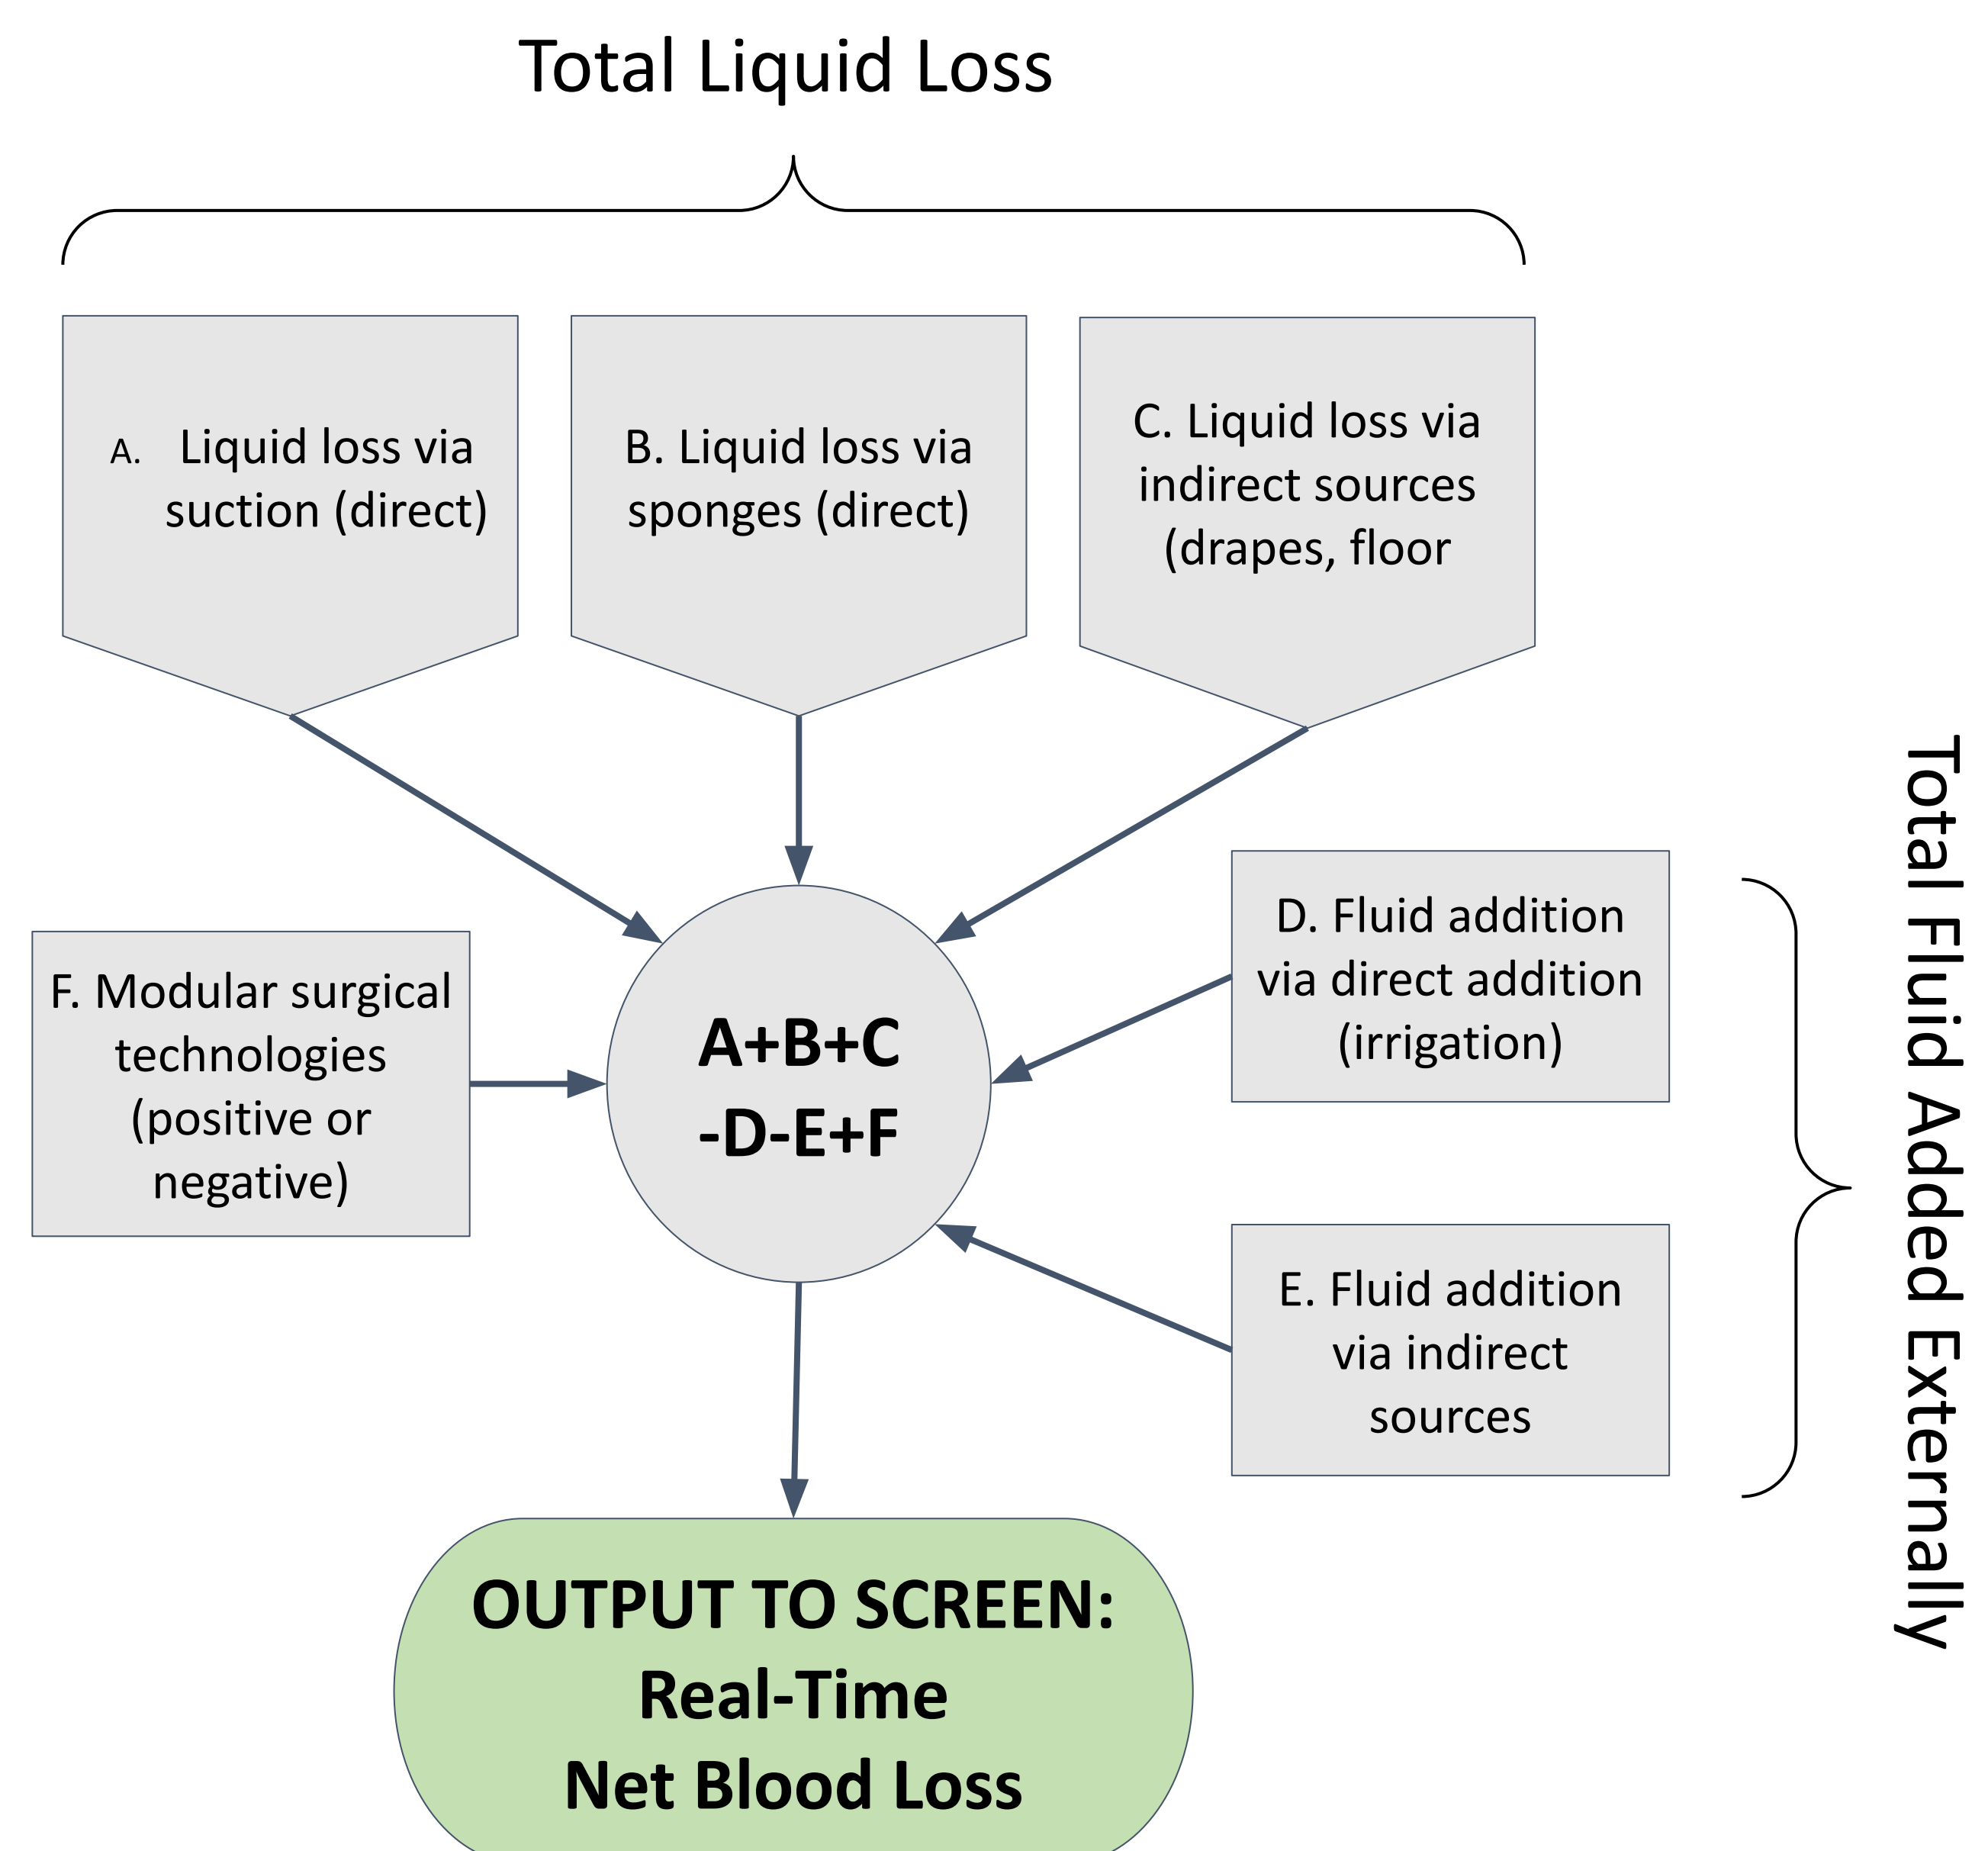 Total Liquid Loss
A. Liquid loss via
suction (direct)
B. Liquid loss via
sponges (direct)
C. Liquid loss via
indirect sources
(drapes, floor
F. Modular surgical
technologies
(positive or
negative)
A+B+C
-D-E+F
D. Fluid addition
via direct addition
(irrigation)
E. Fluid addition
via indirect
sources
Total Fluid Added Externally
OUTPUT TO SCREEN:
Real-Time
Net Blood Loss